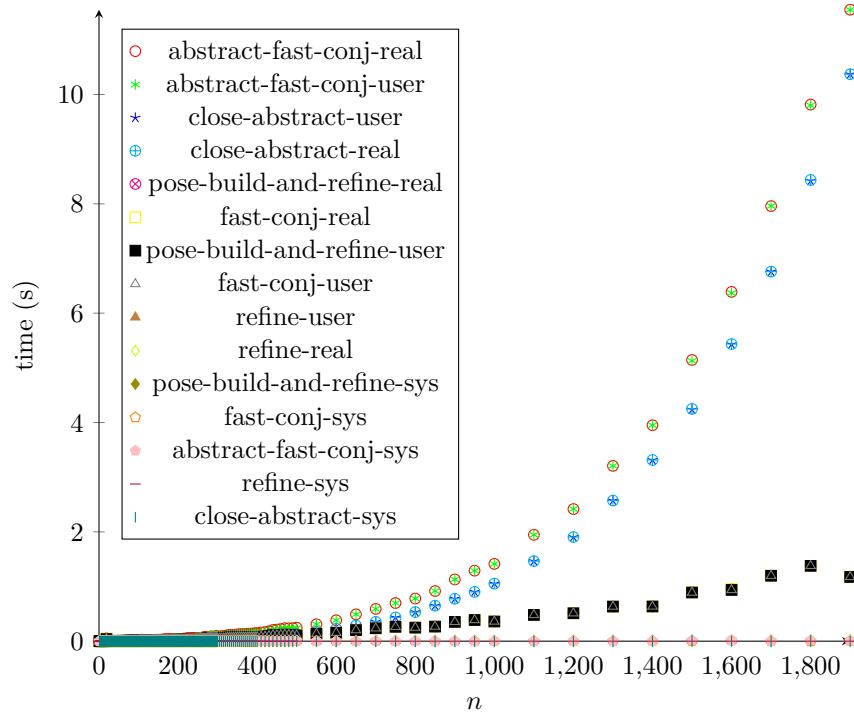 abstract-fast-conj-real
abstract-fast-conj-user
close-abstract-user
close-abstract-real
pose-build-and-refine-real
fast-conj-real
pose-build-and-refine-user
fast-conj-user
refine-user
refine-real
pose-build-and-refine-sys
fast-conj-sys
abstract-fast-conj-sys
refine-sys
close-abstract-sys
time (s)
10
8
6
4
2
0
0 200 400 600 800 1,000 1,200 1,400 1,600 1,800
n